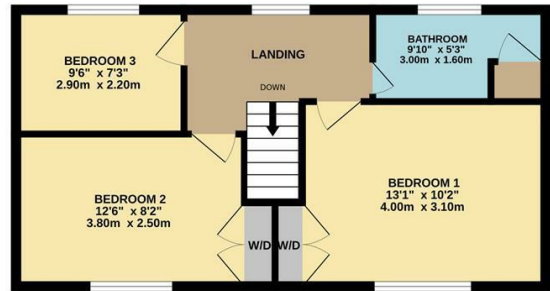 BEDROOM 3
9'6" x 7'3"
2.90m x 2.20m
LANDING
DOWN
BATHROOM
9'10" x 5'3"
3.00m x 1.60m
BEDROOM 2
12'6" x 8'2"
3.80m x 2.50m
W/D
W/D
BEDROOM 1
13'1" x 10'2"
4.00m x 3.10m